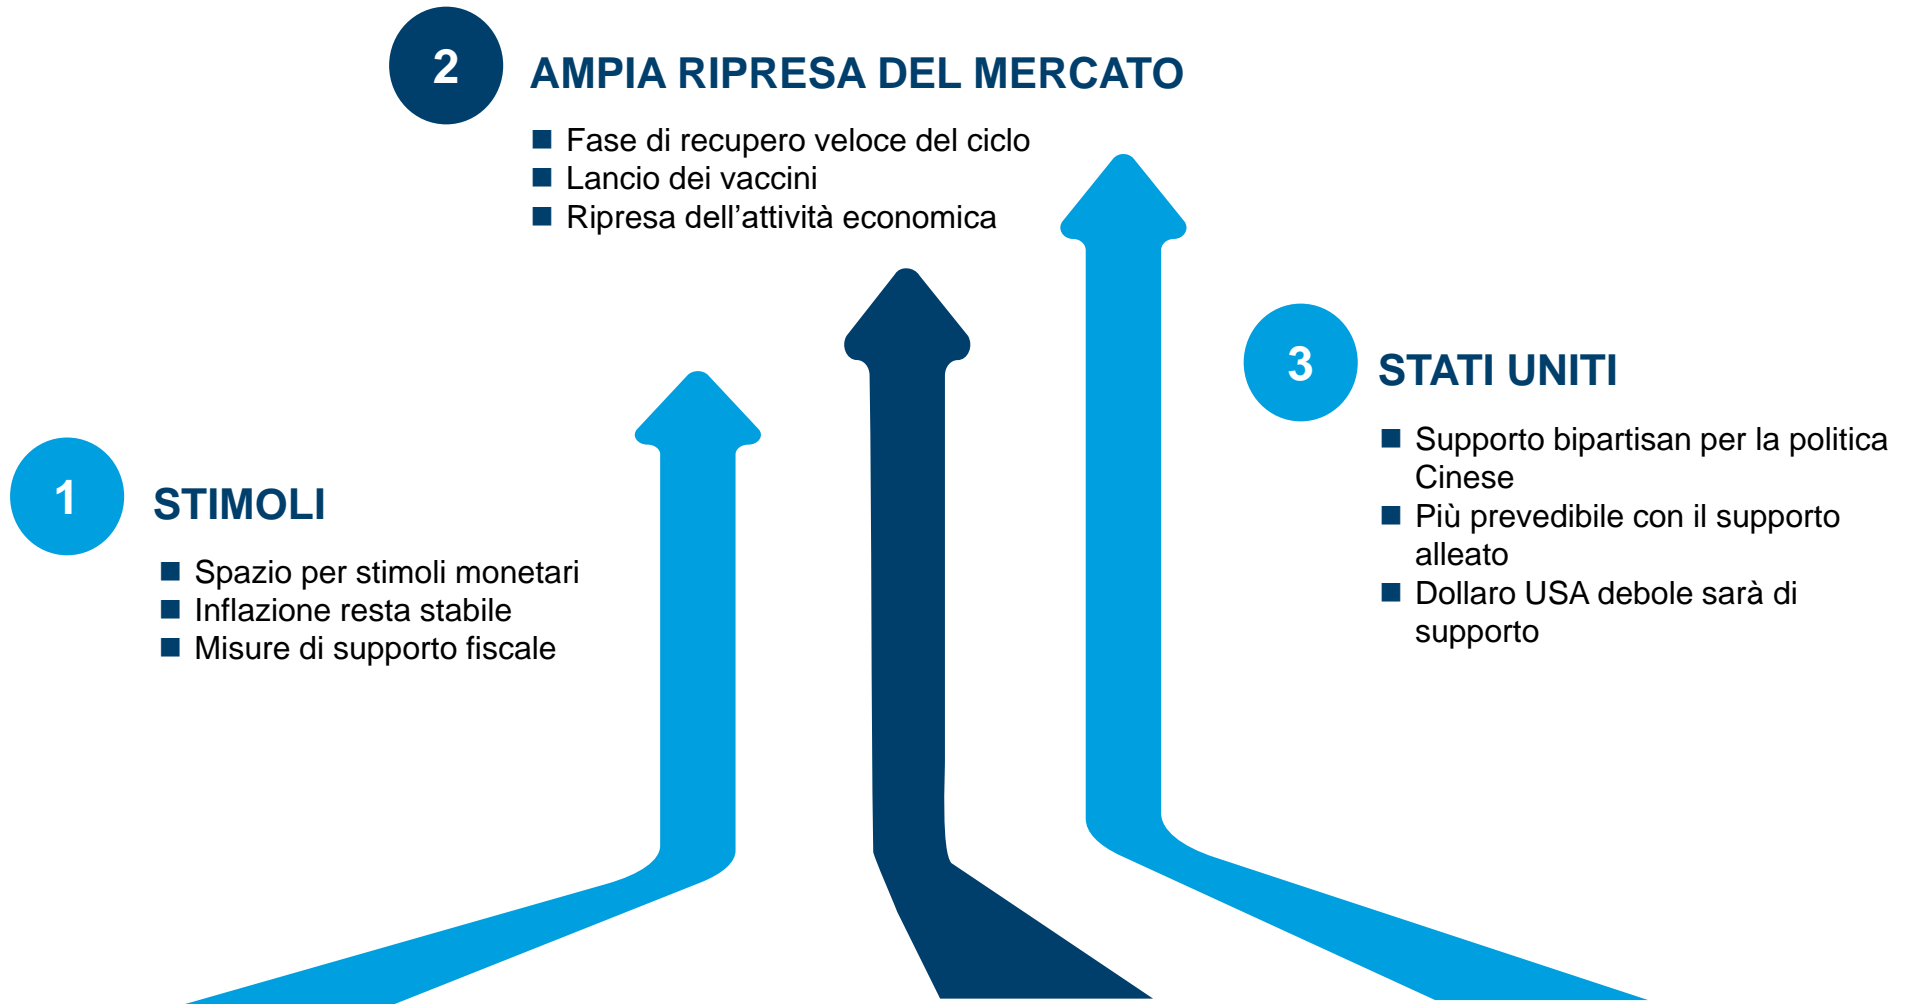 2
AMPIA RIPRESA DEL MERCATO
Fase di recupero veloce del ciclo
Lancio dei vaccini
Ripresa dell’attività economica
3
STATI UNITI
Supporto bipartisan per la politica
Cinese
Più prevedibile con il supporto
alleato
Dollaro USA debole sarà di
supporto
1
STIMOLI
Spazio per stimoli monetari
Inflazione resta stabile
Misure di supporto fiscale